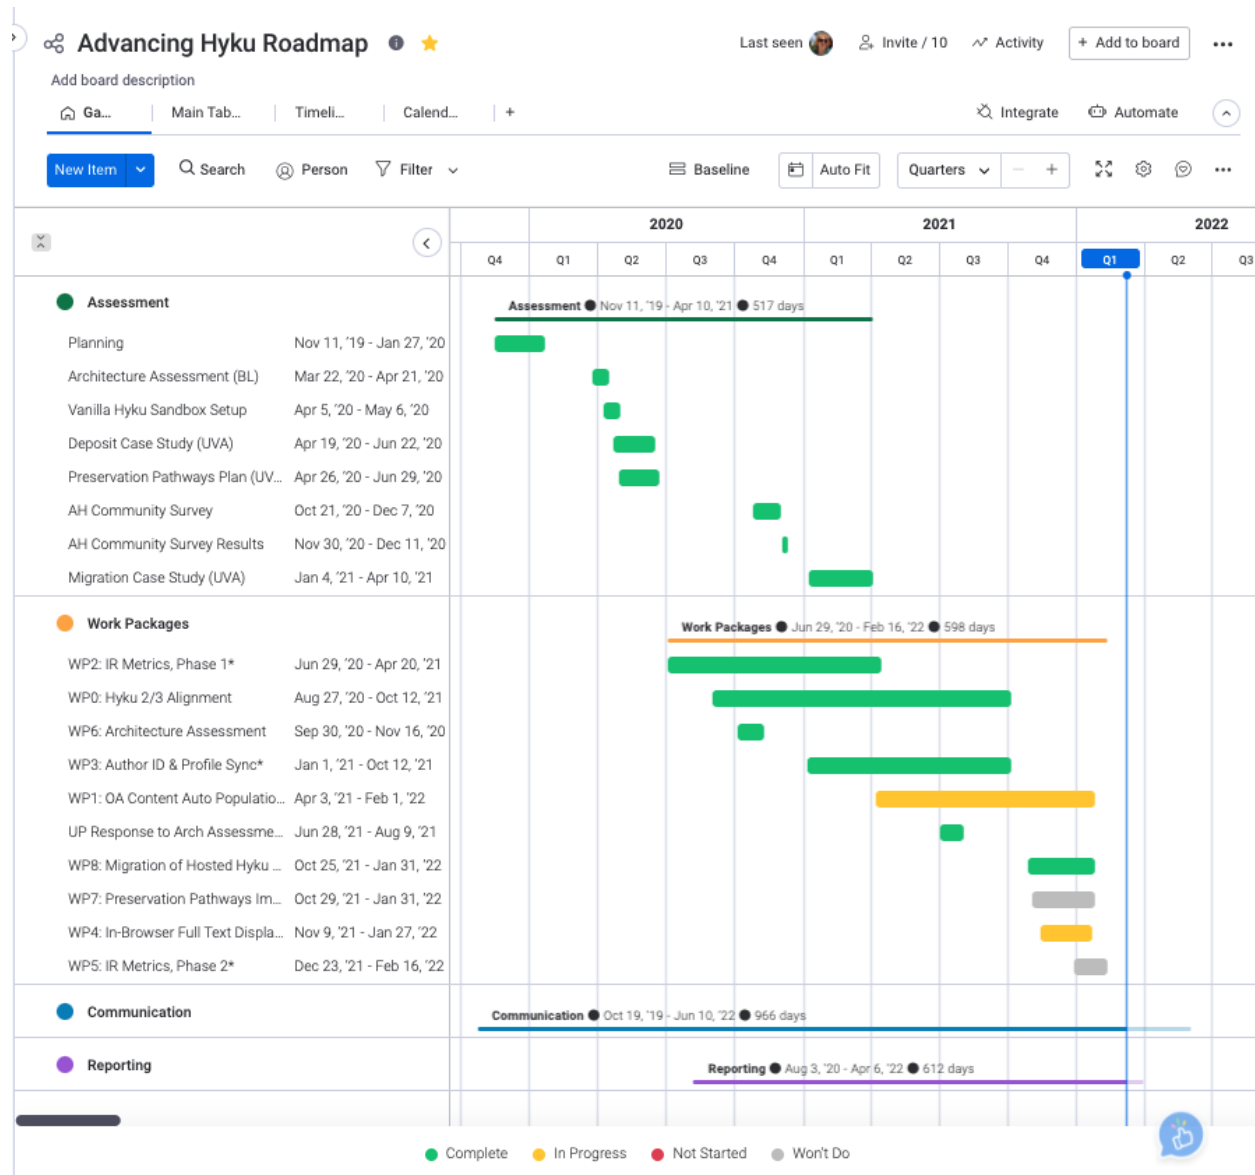 Advancing Hyku Roadmap
Last seen Invite / 10 Activity + Add to board
Add board description
Ga... Main Tab... Timeli... Calend... + Integrate Automate
New Item Search Person Filter Baseline Auto Fit Quarters − +
2020 2021 2022
Q4 Q1 Q2 Q3 Q4 Q1 Q2 Q3 Q4 Q1 Q2 Q3
Assessment
Assessment ● Nov 11, '19 - Apr 10, '21 ● 517 days
Planning Nov 11, '19 - Jan 27, '20
Architecture Assessment (BL) Mar 22, '20 - Apr 21, '20
Vanilla Hyku Sandbox Setup Apr 5, '20 - May 6, '20
Deposit Case Study (UVA) Apr 19, '20 - Jun 22, '20
Preservation Pathways Plan (UV... Apr 26, '20 - Jun 29, '20
AH Community Survey Oct 21, '20 - Dec 7, '20
AH Community Survey Results Nov 30, '20 - Dec 11, '20
Migration Case Study (UVA) Jan 4, '21 - Apr 10, '21
Work Packages
Work Packages ● Jun 29, '20 - Feb 16, '22 ● 598 days
WP2: IR Metrics, Phase 1* Jun 29, '20 - Apr 20, '21
WP0: Hyku 2/3 Alignment Aug 27, '20 - Oct 12, '21
WP6: Architecture Assessment Sep 30, '20 - Nov 16, '20
WP3: Author ID & Profile Sync* Jan 1, '21 - Oct 12, '21
WP1: OA Content Auto Populatio... Apr 3, '21 - Feb 1, '22
UP Response to Arch Assessme... Jun 28, '21 - Aug 9, '21
WP8: Migration of Hosted Hyku ... Oct 25, '21 - Jan 31, '22
WP7: Preservation Pathways Im... Oct 29, '21 - Jan 31, '22
WP4: In-Browser Full Text Displa... Nov 9, '21 - Jan 27, '22
WP5: IR Metrics, Phase 2* Dec 23, '21 - Feb 16, '22
Communication
Communication ● Oct 19, '19 - Jun 10, '22 ● 966 days
Reporting
Reporting ● Aug 3, '20 - Apr 6, '22 ● 612 days
Complete In Progress Not Started Won't Do